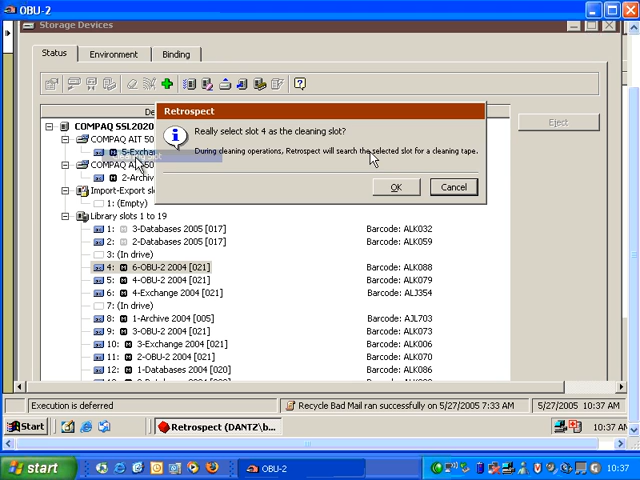 OBU-2
Storage Devices
Status
Environment
Binding
De
COMPAQ SSL2020
COMPAQ AIT 50
5-Exchan
2-Archiv
Import-Export sl
1: (Empty)
Library slots 1 to 19
1: 3-Databases 2005 [017] Barcode: ALK032
2: 2-Databases 2005 [017] Barcode: ALK059
3: (In drive)
4: 6-OBU-2 2004 [021] Barcode: ALK088
5: 4-OBU-2 2004 [021] Barcode: ALK079
6: 4-Exchange 2004 [021] Barcode: ALJ354
7: (In drive)
8: 1-Archive 2004 [005] Barcode: AJL703
9: 3-OBU-2 2004 [021] Barcode: ALK073
10: 3-Exchange 2004 [021] Barcode: ALK006
11: 2-OBU-2 2004 [021] Barcode: ALK070
12: 1-Databases 2004 [020] Barcode: ALK086
Eject
Retrospect
Really select slot 4 as the cleaning slot?
During cleaning operations, Retrospect will search the selected slot for a cleaning tape.
OK
Cancel
Execution is deferred
Recycle Bad Mail ran successfully on 5/27/2005 7:33 AM
5/27/2005 10:37 AM
Start
Retrospect (DANTZ\b...
10:37 AM
start
OBU-2
10:37